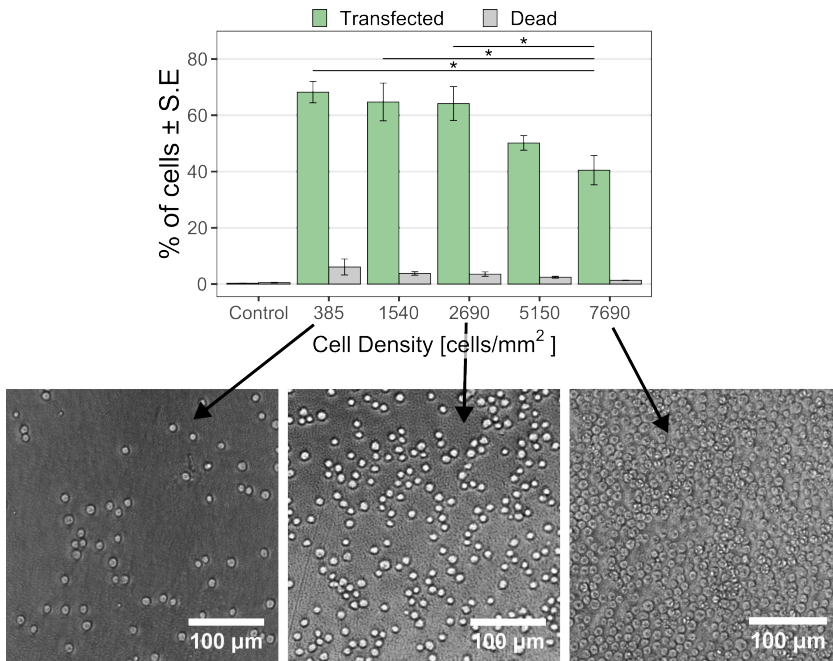 Transfected Dead
*
*
*
% of cells ± S.E
80
60
40
20
0
Control 385 1540 2690 5150 7690
Cell Density [cells/mm² ]
100 µm 100 µm 100 µm